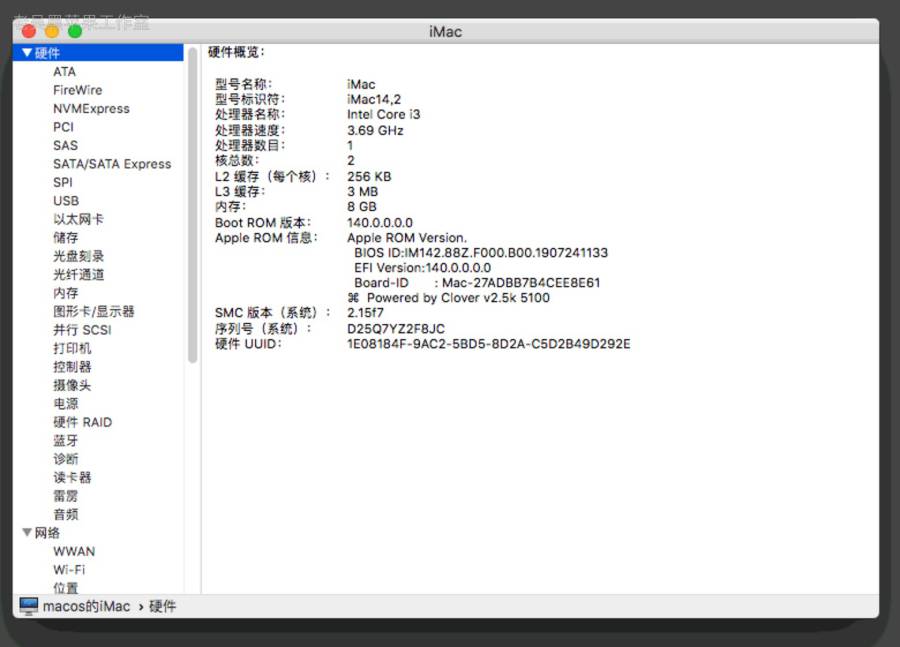 老吴黑苹果工作室
iMac
硬件
ATA
FireWire
NVMExpress
PCI
SAS
SATA/SATA Express
SPI
USB
以太网卡
储存
光盘刻录
光纤通道
内存
图形卡/显示器
并行 SCSI
打印机
控制器
摄像头
电源
硬件 RAID
蓝牙
诊断
读卡器
雷雳
音频
网络
WWAN
Wi-Fi
位置
硬件概览：
型号名称： iMac
型号标识符： iMac14,2
处理器名称： Intel Core i3
处理器速度： 3.69 GHz
处理器数目： 1
核总数： 2
L2 缓存（每个核）： 256 KB
L3 缓存： 3 MB
内存： 8 GB
Boot ROM 版本： 140.0.0.0.0
Apple ROM 信息： Apple ROM Version.
BIOS ID:IM142.88Z.F000.B00.1907241133
EFI Version:140.0.0.0.0
Board-ID : Mac-27ADBB7B4CEE8E61
⌘ Powered by Clover v2.5k 5100
SMC 版本（系统）： 2.15f7
序列号（系统）： D25Q7YZ2F8JC
硬件 UUID： 1E08184F-9AC2-5BD5-8D2A-C5D2B49D292E
macos的iMac › 硬件